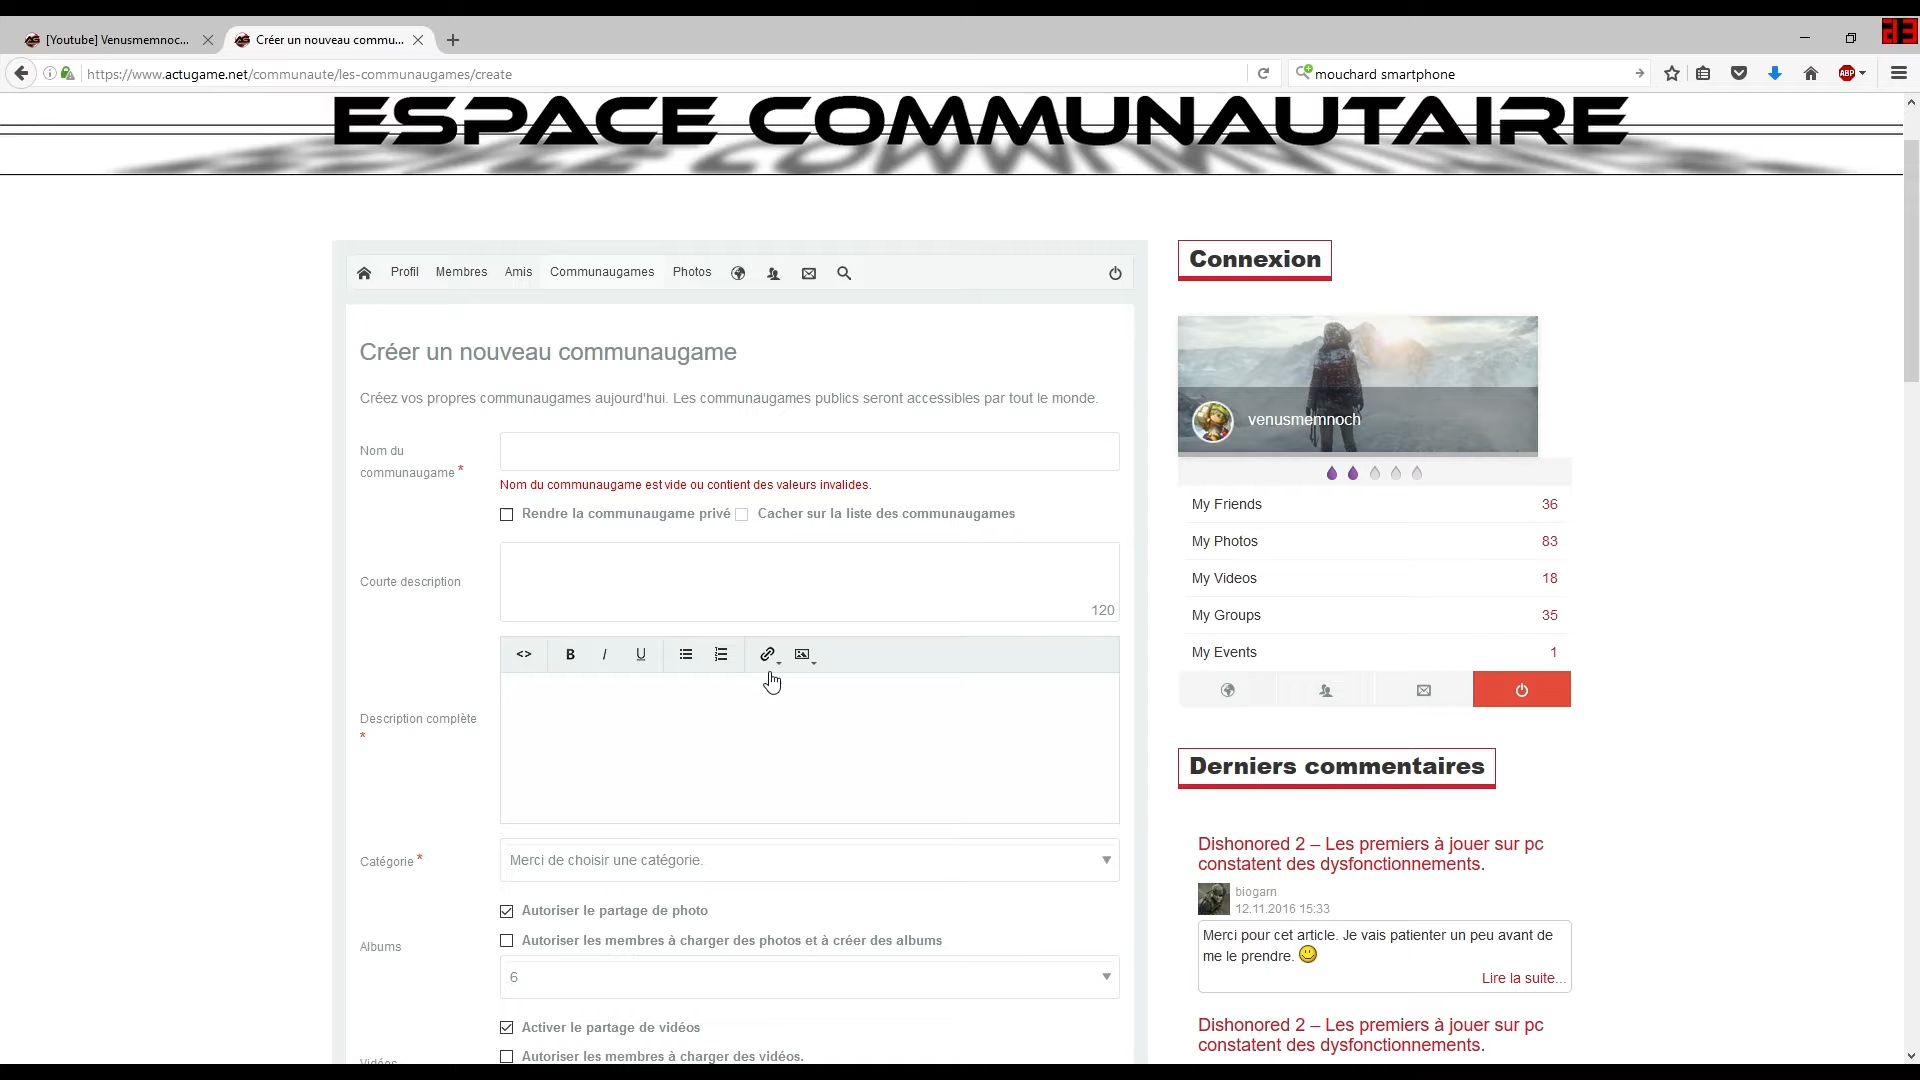 [Youtube] Venusmemnoc...
Créer un nouveau commu...
https://www.actugame.net/communaute/les-communaugames/create
mouchard smartphone
ABP
ESPACE COMMUNAUTAIRE
Profil Membres Amis Communaugames Photos
Créer un nouveau communaugame
Créez vos propres communaugames aujourd'hui. Les communaugames publics seront accessibles par tout le monde.
Nom du
communaugame *
Nom du communaugame est vide ou contient des valeurs invalides.
Rendre la communaugame privé Cacher sur la liste des communaugames
Courte description
120
<> B I U
Description complète
*
Catégorie *
Merci de choisir une catégorie.
Autoriser le partage de photo
Albums
Autoriser les membres à charger des photos et à créer des albums
6
Activer le partage de vidéos
Vidéos
Autoriser les membres à charger des vidéos.
Connexion
venusmemnoch
My Friends 36
My Photos 83
My Videos 18
My Groups 35
My Events 1
Derniers commentaires
Dishonored 2 – Les premiers à jouer sur pc
constatent des dysfonctionnements.
biogarn
12.11.2016 15:33
Merci pour cet article. Je vais patienter un peu avant de
me le prendre.
Lire la suite...
Dishonored 2 – Les premiers à jouer sur pc
constatent des dysfonctionnements.